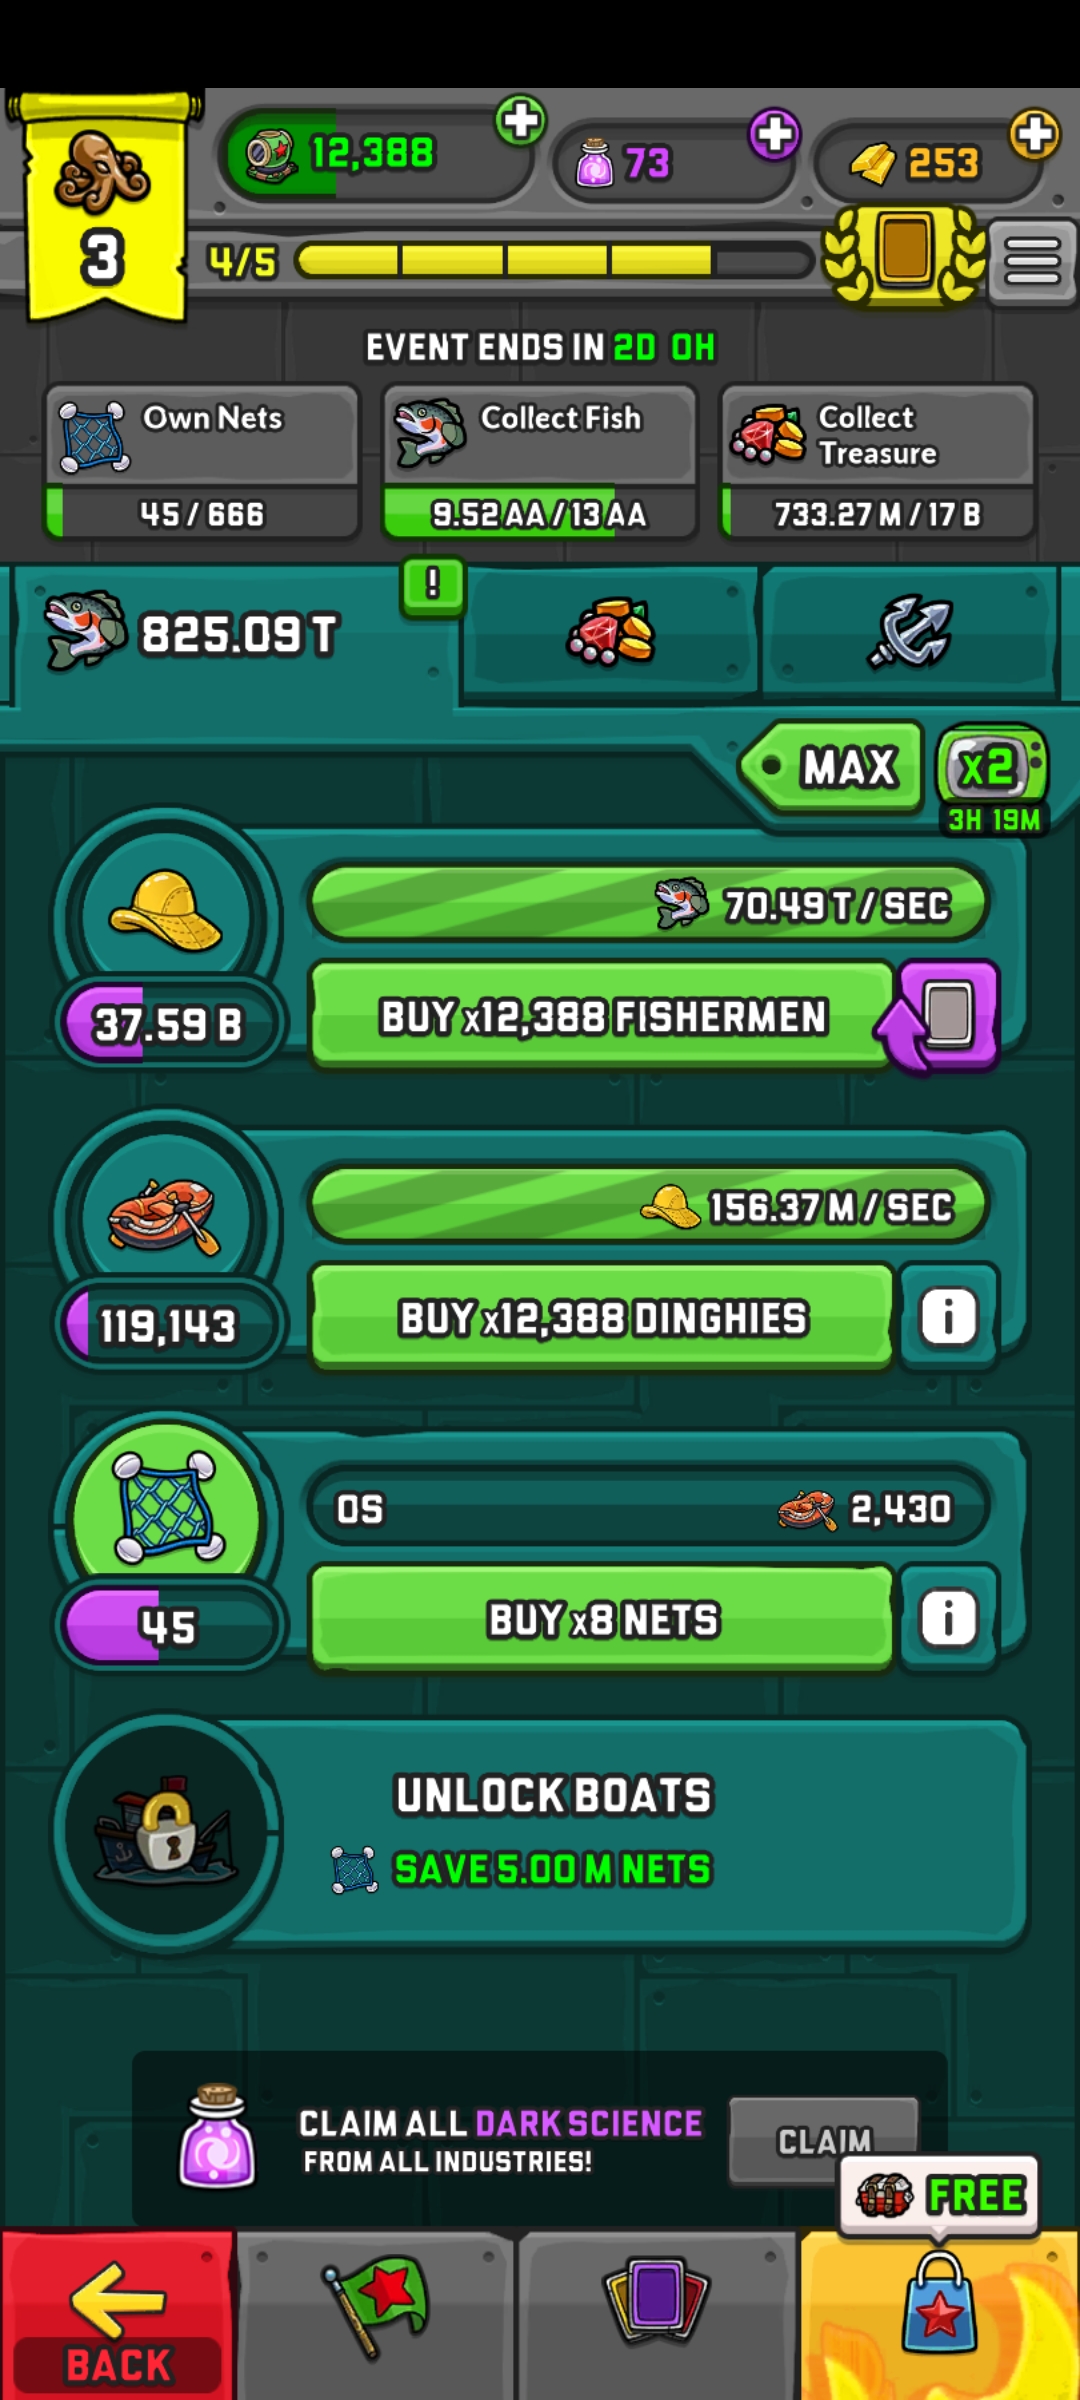 12,388
73
253
3
4/5
EVENT ENDS IN 2D 0H
Own Nets
45 / 666
Collect Fish
9.52 AA / 13 AA
Collect
Treasure
733.27 M / 17 B
825.09 T
!
MAX
x2
3H 19M
70.49 T / SEC
37.59 B
BUY x12,388 FISHERMEN
156.37 M / SEC
119,143
BUY x12,388 DINGHIES
i
0S
2,430
45
BUY x8 NETS
i
UNLOCK BOATS
SAVE 5.00 M NETS
CLAIM ALL DARK SCIENCE
FROM ALL INDUSTRIES!
CLAIM
FREE
BACK